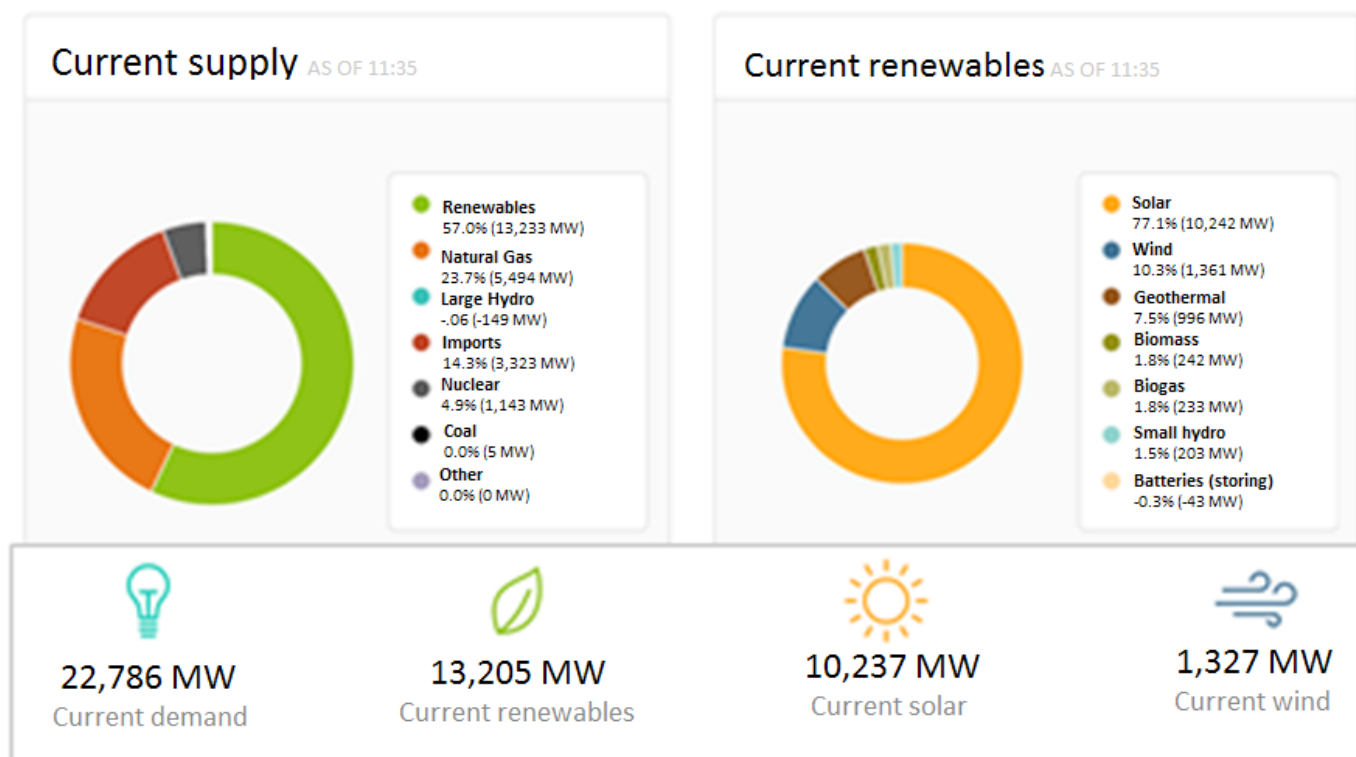 Current supply AS OF 11:35
Renewables
57.0% (13,233 MW)
Natural Gas
23.7% (5,494 MW)
Large Hydro
-.06 (-149 MW)
Imports
14.3% (3,323 MW)
Nuclear
4.9% (1,143 MW)
Coal
0.0% (5 MW)
Other
0.0% (0 MW)
Current renewables AS OF 11:35
Solar
77.1% (10,242 MW)
Wind
10.3% (1,361 MW)
Geothermal
7.5% (996 MW)
Biomass
1.8% (242 MW)
Biogas
1.8% (233 MW)
Small hydro
1.5% (203 MW)
Batteries (storing)
-0.3% (-43 MW)
22,786 MW
Current demand
13,205 MW
Current renewables
10,237 MW
Current solar
1,327 MW
Current wind